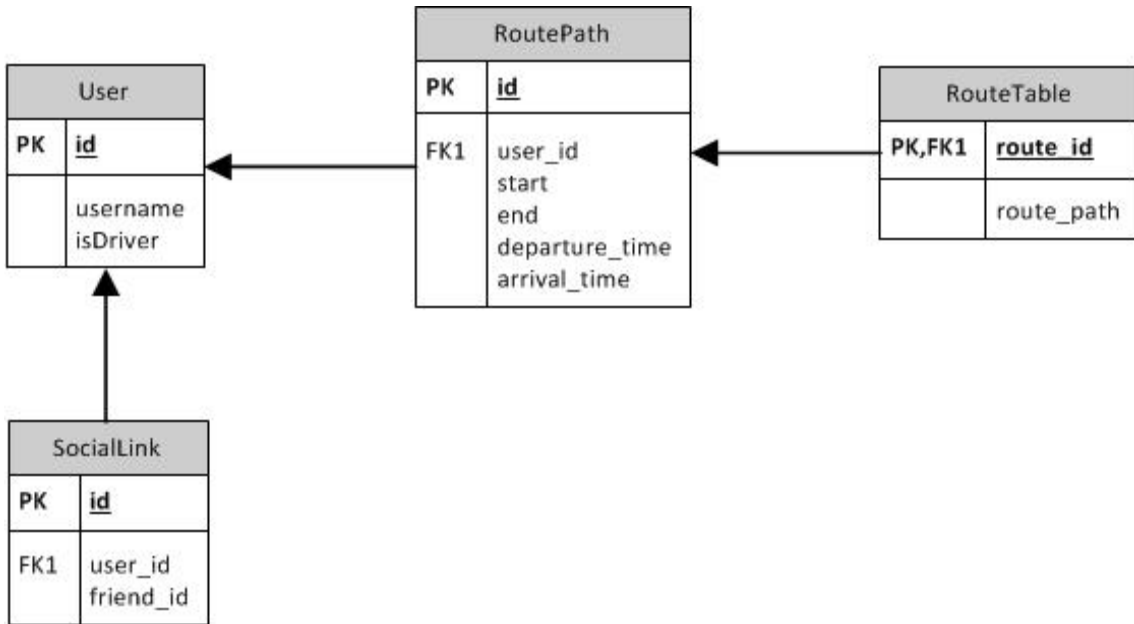 User
PK id
username
isDriver
RoutePath
PK id
FK1 user_id
start
end
departure_time
arrival_time
RouteTable
PK,FK1 route_id
route_path
SocialLink
PK id
FK1 user_id
friend_id